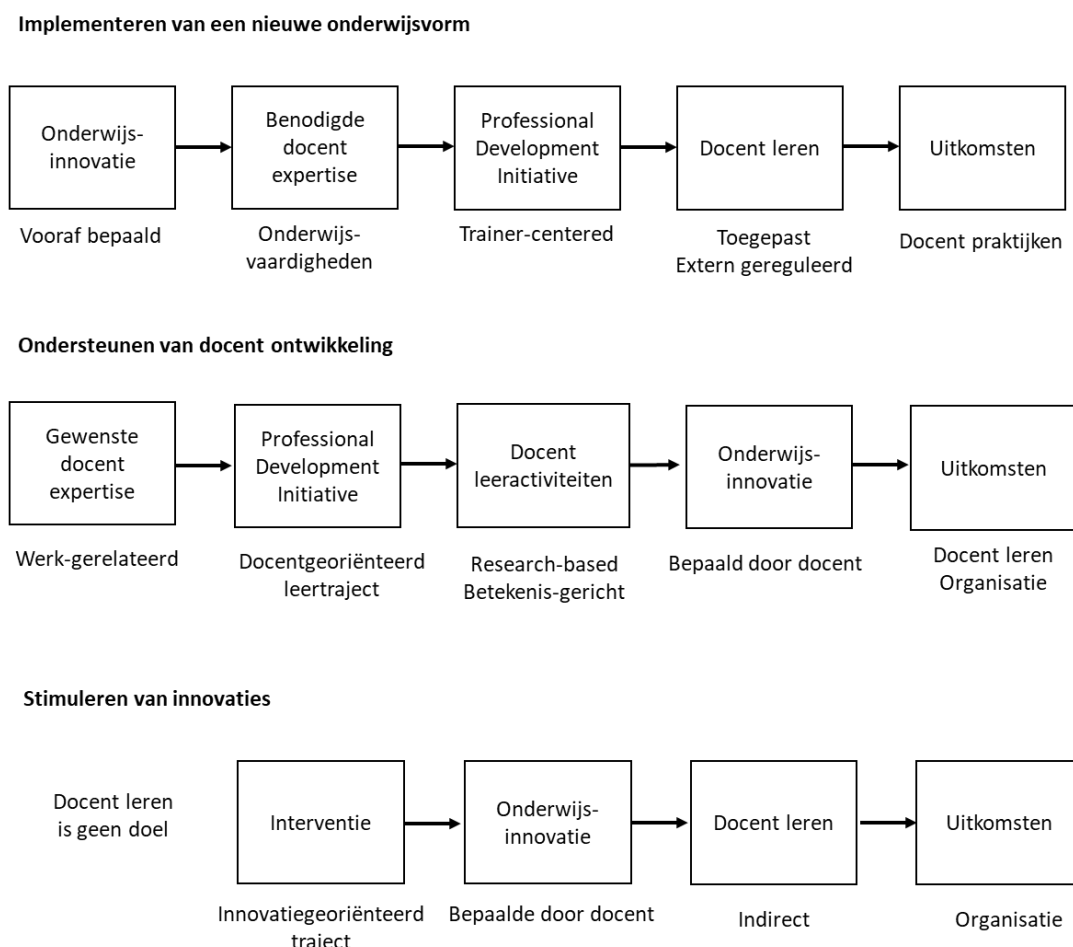 Implementeren van een nieuwe onderwijsvorm
Onderwijs-
innovatie
Benodigde
docent
expertise
Professional
Development
Initiative
Docent leren
Uitkomsten
Vooraf bepaald
Onderwijs-
vaardigheden
Trainer-centered
Toegepast
Extern gereguleerd
Docent praktijken
Ondersteunen van docent ontwikkeling
Gewenste
docent
expertise
Professional
Development
Initiative
Docent
leeractiviteiten
Onderwijs-
innovatie
Uitkomsten
Werk-gerelateerd
Docentgeoriënteerd
leertraject
Research-based
Betekenis-gericht
Bepaald door docent
Docent leren
Organisatie
Stimuleren van innovaties
Docent leren
is geen doel
Interventie
Onderwijs-
innovatie
Docent leren
Uitkomsten
Innovatiegeoriënteerd
traject
Bepaalde door docent
Indirect
Organisatie